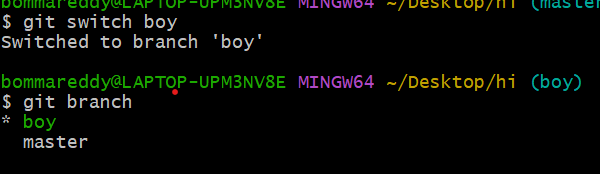 bommareddy@LAPTOP-UPM3NV8E MINGW64 ~/Desktop/hi (master
$ git switch boy
Switched to branch 'boy'
bommareddy@LAPTOP-UPM3NV8E MINGW64 ~/Desktop/hi (boy)
$ git branch
* boy
  master